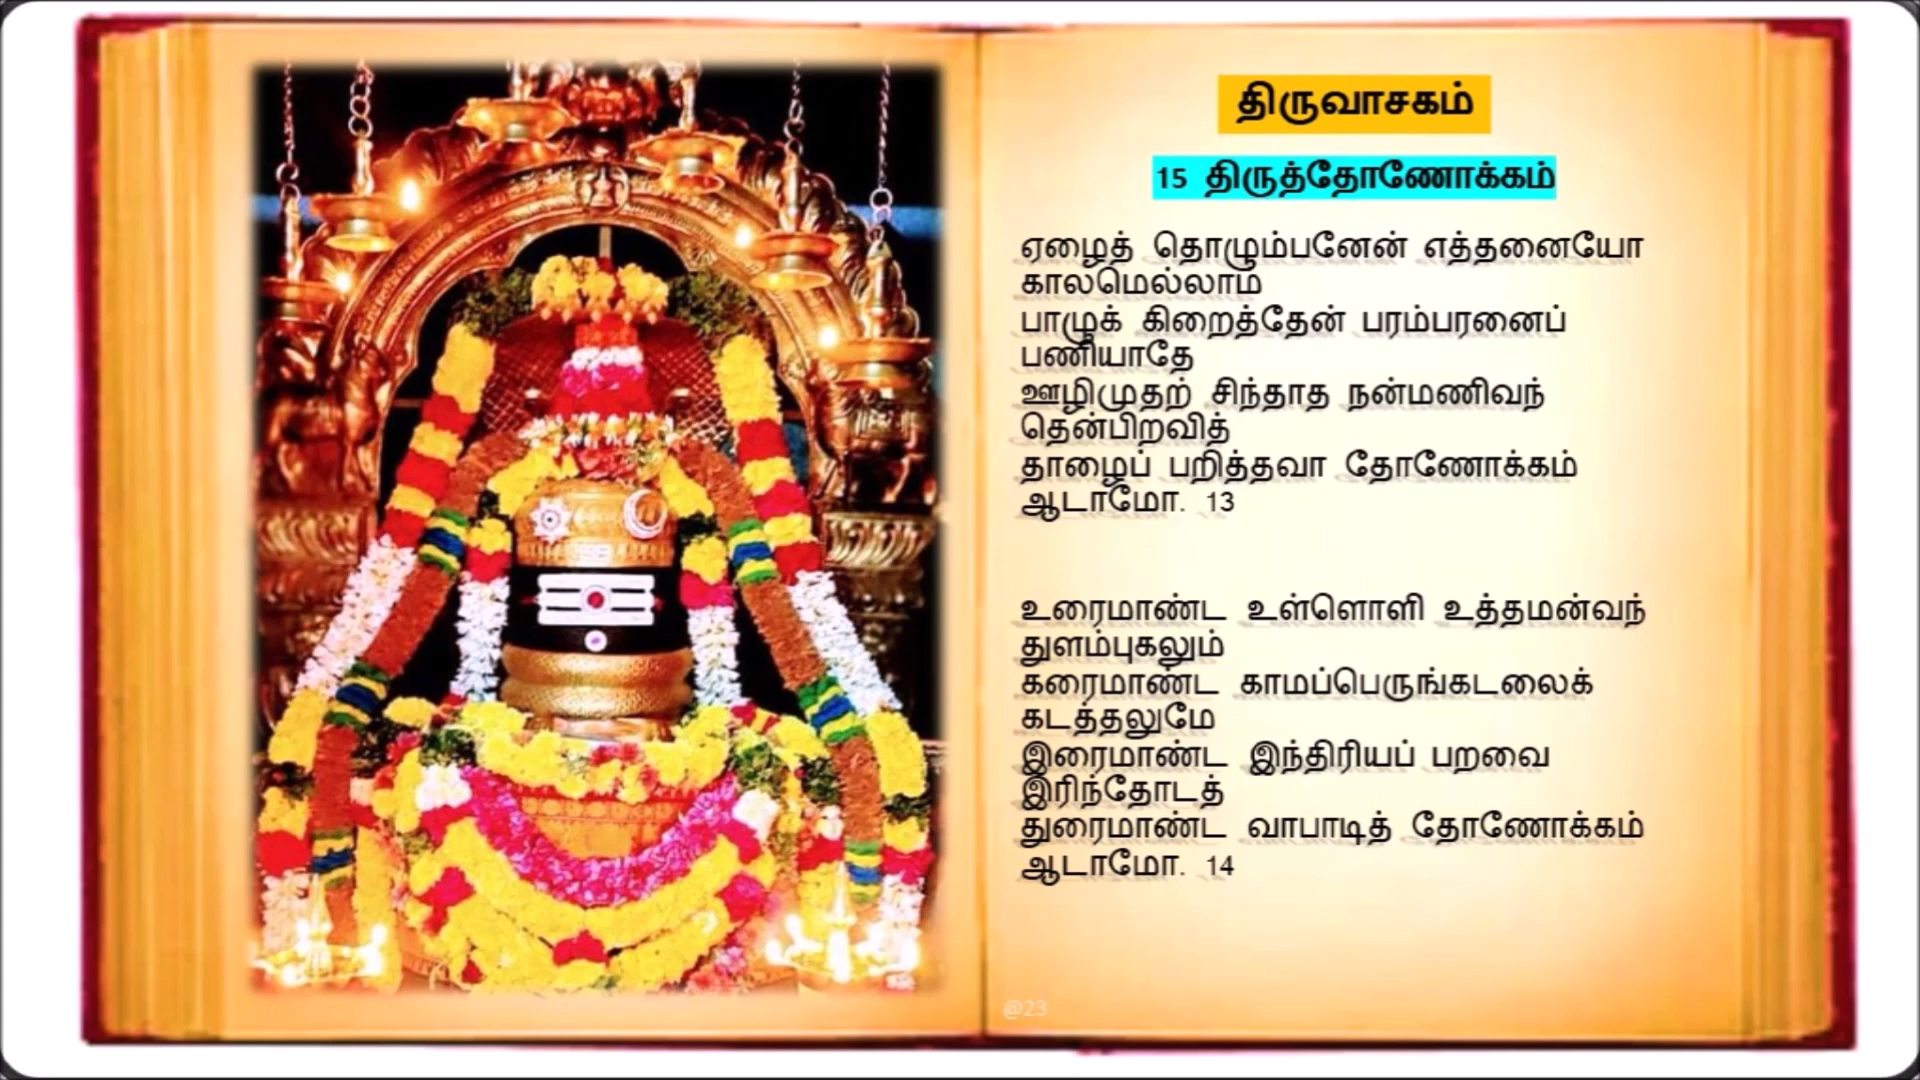 திருவாசகம்
15 திருத்தோணோக்கம்
ஏழைத் தொழும்பனேன் எத்தனையோ
காலமெல்லாம்
பாழுக் கிறைத்தேன் பரம்பரனைப்
பணியாதே
ஊழிமுதற் சிந்தாத நன்மணிவந்
தென்பிறவித்
தாழைப் பறித்தவா தோணோக்கம்
ஆடாமோ. 13
உரைமாண்ட உள்ளொளி உத்தமன்வந்
துளம்புகலும்
கரைமாண்ட காமப்பெருங்கடலைக்
கடத்தலுமே
இரைமாண்ட இந்திரியப் பறவை
இரிந்தோடத்
துரைமாண்ட வாபாடித் தோணோக்கம்
ஆடாமோ. 14
@23